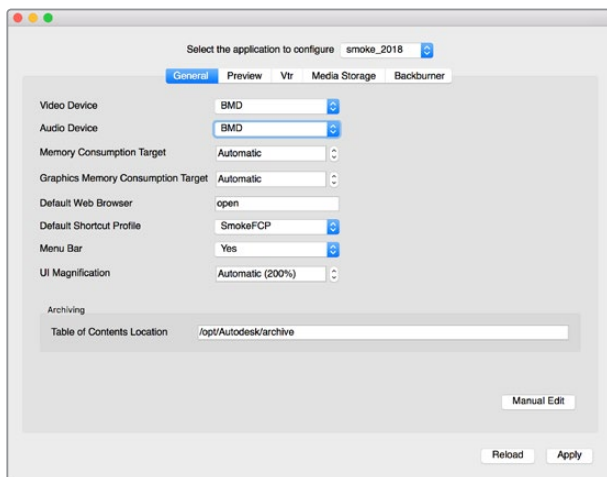 Select the application to configure smoke_2018
General Preview Vtr Media Storage Backburner
Video Device BMD
Audio Device BMD
Memory Consumption Target Automatic
Graphics Memory Consumption Target Automatic
Default Web Browser open
Default Shortcut Profile SmokeFCP
Menu Bar Yes
UI Magnification Automatic (200%)
Archiving
Table of Contents Location /opt/Autodesk/archive
Manual Edit
Reload Apply